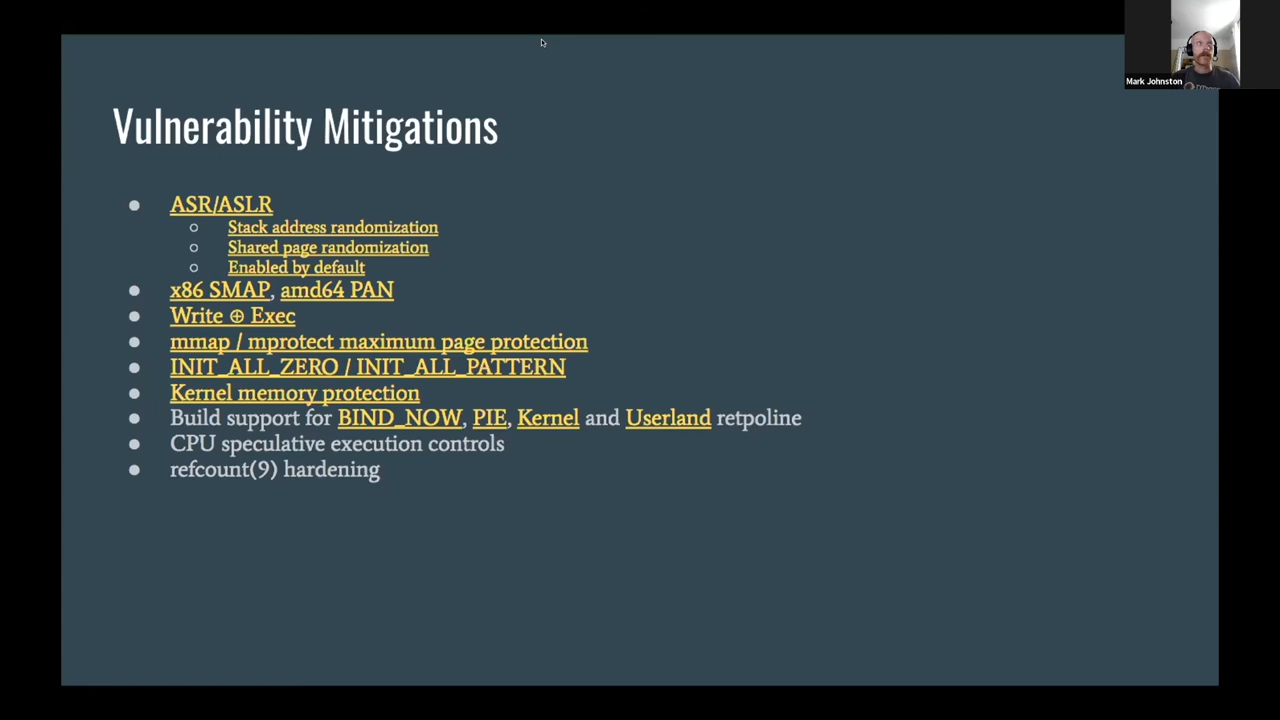 Mark Johnston
Vulnerability Mitigations
● ASR/ASLR
○ Stack address randomization
○ Shared page randomization
○ Enabled by default
● x86 SMAP, amd64 PAN
● Write ⊕ Exec
● mmap / mprotect maximum page protection
● INIT_ALL_ZERO / INIT_ALL_PATTERN
● Kernel memory protection
● Build support for BIND_NOW, PIE, Kernel and Userland retpoline
● CPU speculative execution controls
● refcount(9) hardening